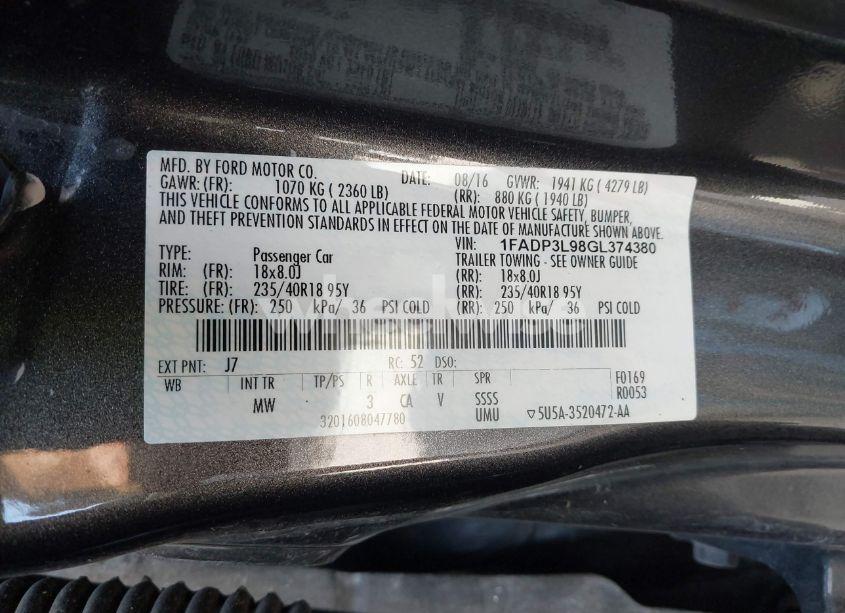 MFD. BY FORD MOTOR CO. DATE: 08/16 GVWR: 1941 KG ( 4279 LB)
GAWR: (FR): 1070 KG ( 2360 LB) (RR): 880 KG ( 1940 LB)
THIS VEHICLE CONFORMS TO ALL APPLICABLE FEDERAL MOTOR VEHICLE SAFETY, BUMPER,
AND THEFT PREVENTION STANDARDS IN EFFECT ON THE DATE OF MANUFACTURE SHOWN ABOVE.
VIN: 1FADP3L98GL374380
TYPE: Passenger Car TRAILER TOWING - SEE OWNER GUIDE
RIM: (FR): 18x8.0J (RR): 18x8.0J
TIRE: (FR): 235/40R18 95Y (RR): 235/40R18 95Y
PRESSURE: (FR): 250 kPa/ 36 PSI COLD (RR): 250 kPa/ 36 PSI COLD
EXT PNT: J7 RC: 52 DSO:
WB INT TR TP/PS R AXLE TR SPR F0169
MW 3 CA V SSSS R0053
3201608047780 UMU ▽5U5A-3520472-AA